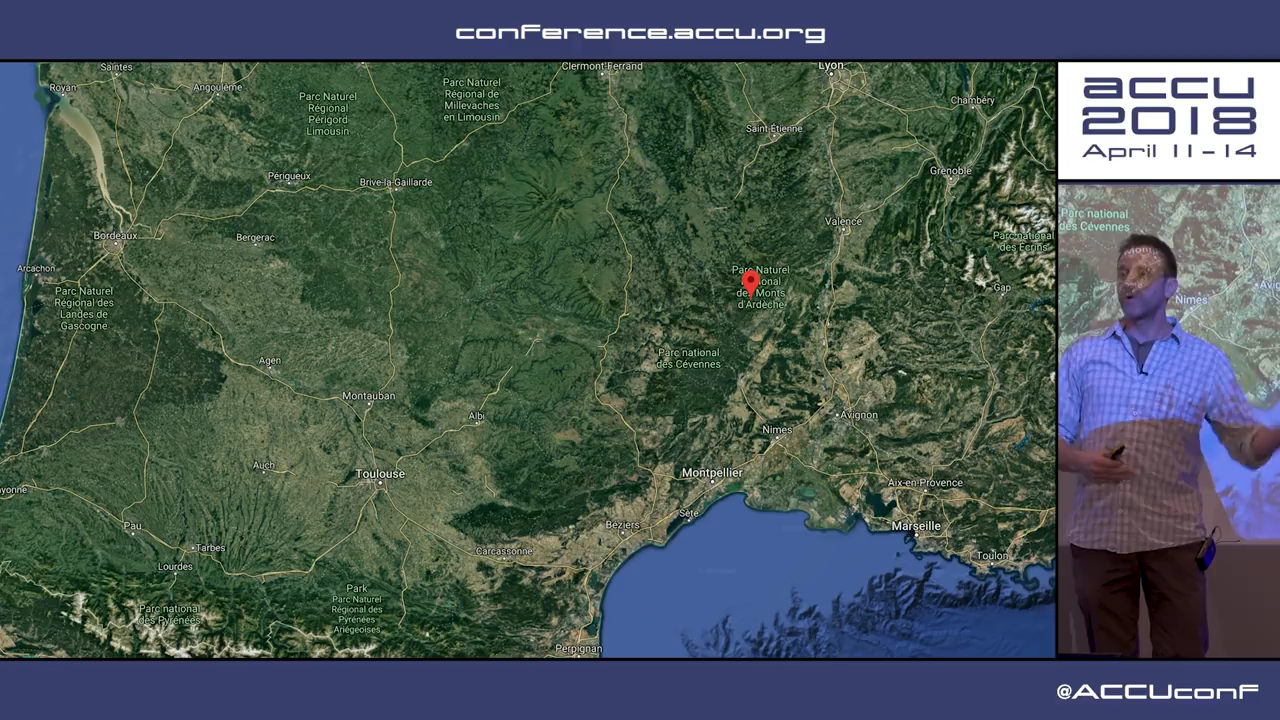 conference.accu.org
accu
2018
April 11-14
Saintes
Royan
Angoulême
Parc Naturel
Régional
Périgord
Limousin
Parc Naturel
Régional de
Millevaches
en Limousin
Clermont-Ferrand
Lyon
Chambéry
Saint-Étienne
Grenoble
Périgueux
Brive-la-Gaillarde
Valence
Bordeaux
Bergerac
Parc national
des Écrins
Arcachon
Parc Naturel
Régional des
Landes de
Gascogne
Parc Naturel
des Monts
d'Ardèche
Gap
Parc national
des Cévennes
Agen
Montauban
Albi
Avignon
Nîmes
Auch
Toulouse
Montpellier
Aix-en-Provence
Sète
Béziers
Marseille
Pau
Tarbes
Lourdes
Carcassonne
Toulon
Parc national
des Pyrénées
Park
Parc Naturel
Régional des
Pyrénées
Ariégeoises
Perpignan
Parc national
des Cévennes
Nîmes
@ACCUconf